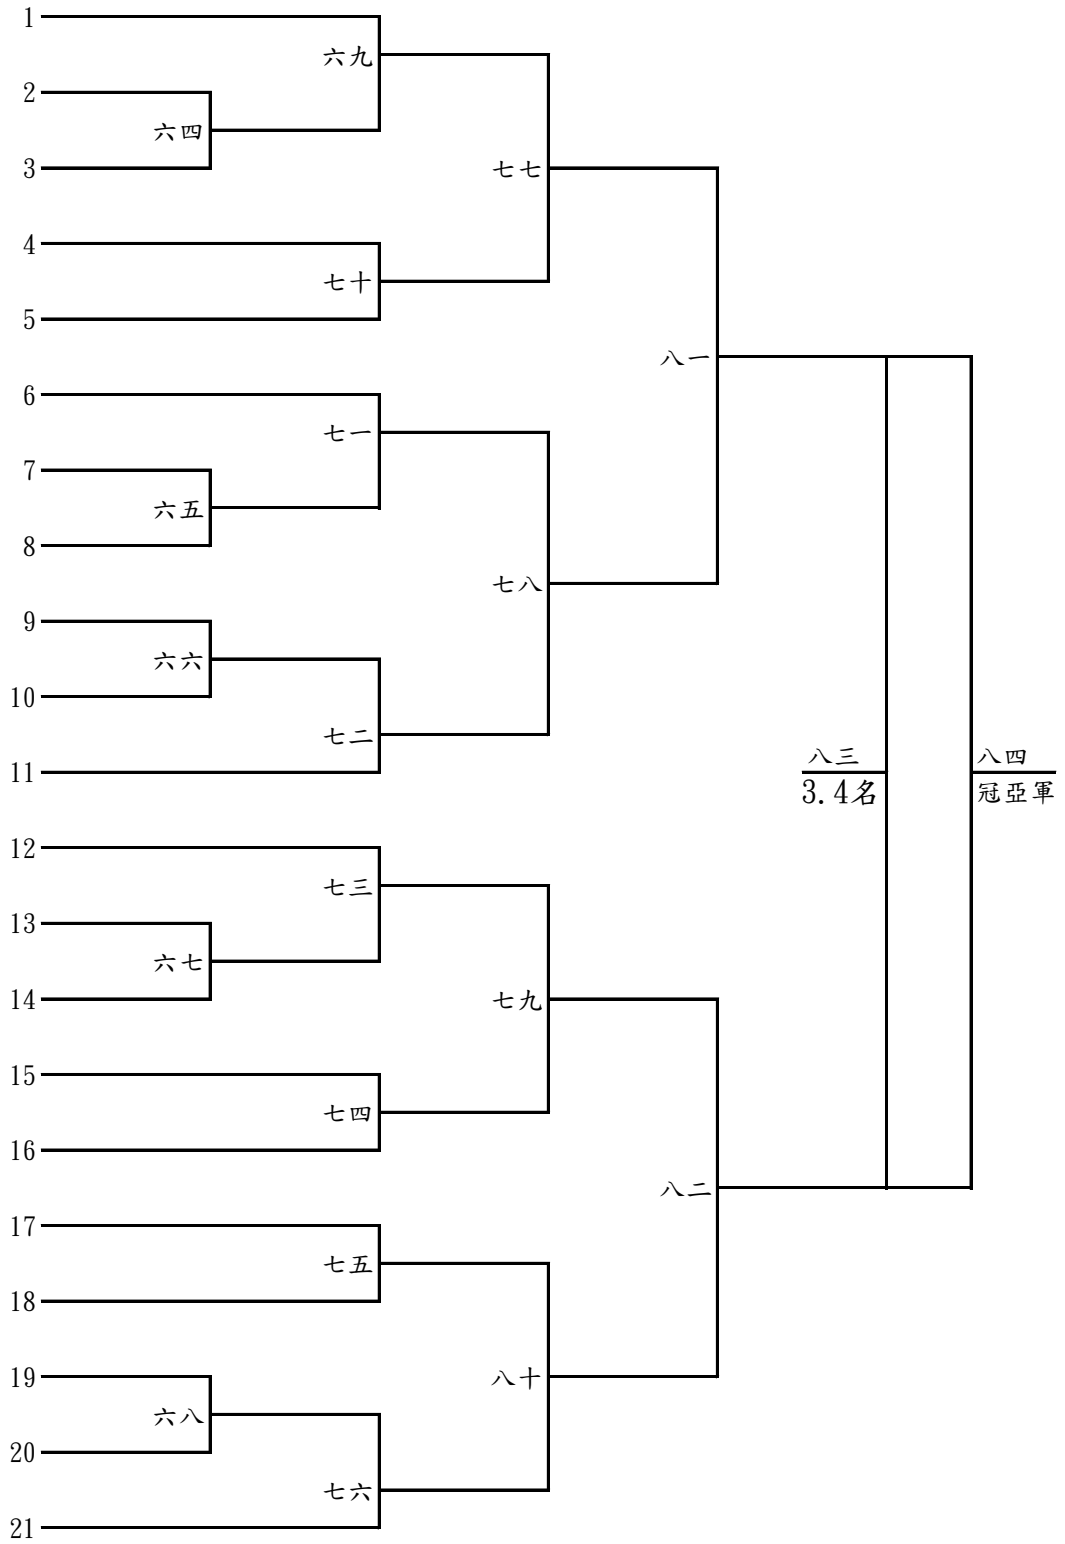 1
六九
2
六四
3
七七
4
七十
5
八一
6
七一
7
六五
8
七八
9
六六
10
七二
11
八三
3.4名
八四
冠亞軍
12
七三
13
六七
14
七九
15
七四
16
八二
17
七五
18
19
八十
六八
20
七六
21